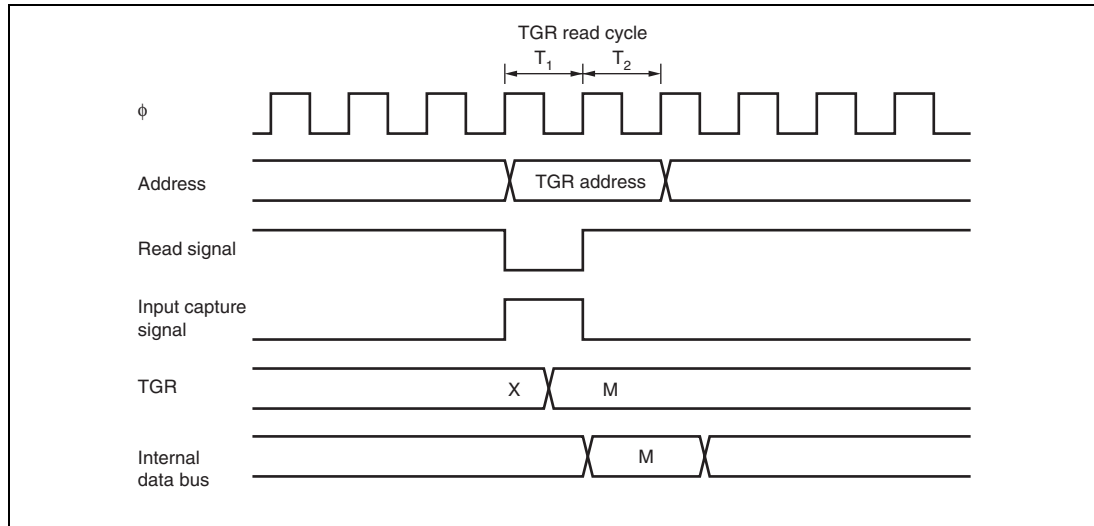 TGR read cycle
T1 T2
ϕ
Address
TGR address
Read signal
Input capture
signal
TGR
X M
Internal
data bus
M